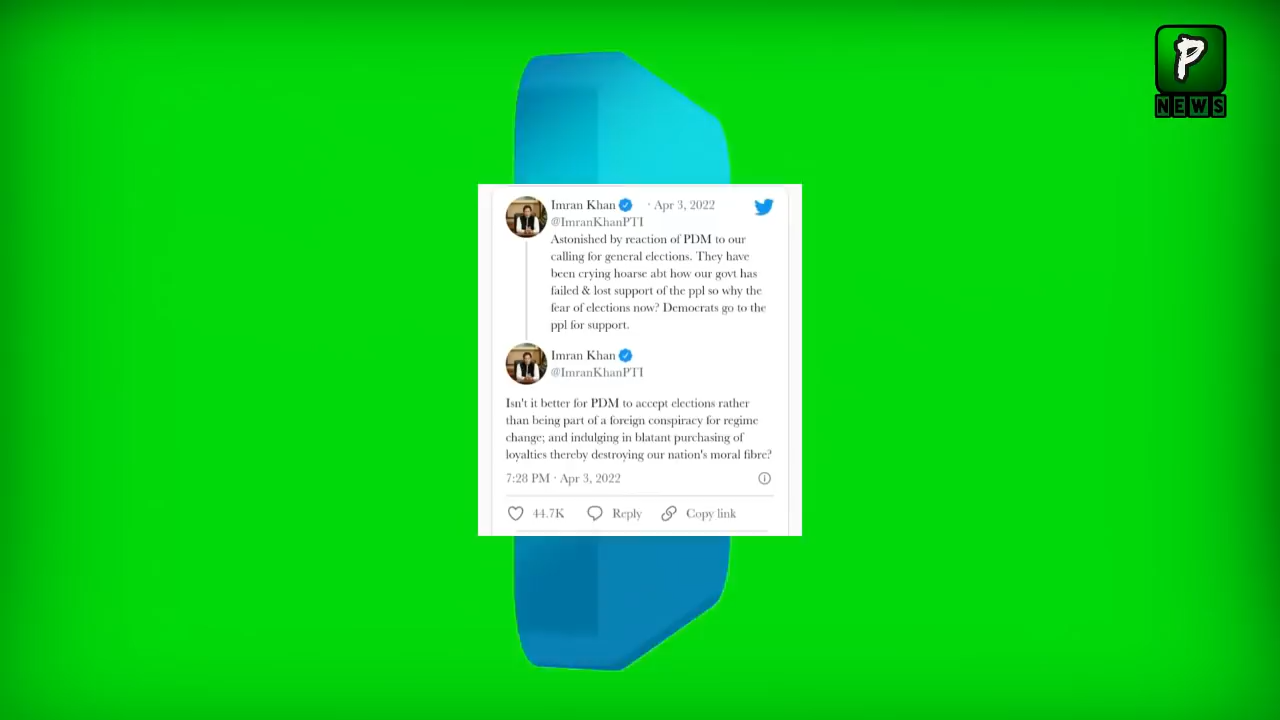 P
NEWS
Imran Khan · Apr 3, 2022
@ImranKhanPTI
Astonished by reaction of PDM to our
calling for general elections. They have
been crying hoarse abt how our govt has
failed & lost support of the ppl so why the
fear of elections now? Democrats go to the
ppl for support.
Imran Khan
@ImranKhanPTI
Isn't it better for PDM to accept elections rather
than being part of a foreign conspiracy for regime
change; and indulging in blatant purchasing of
loyalties thereby destroying our nation's moral fibre?
7:28 PM · Apr 3, 2022
44.7K Reply Copy link